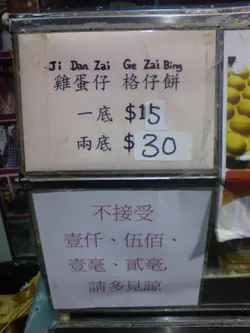 Ji Dan Zai Ge Zai Bing
雞蛋仔 格仔餅
一底 $15
兩底 $30
不接受
壹仟、伍佰、
壹毫、貳毫,
請多見諒